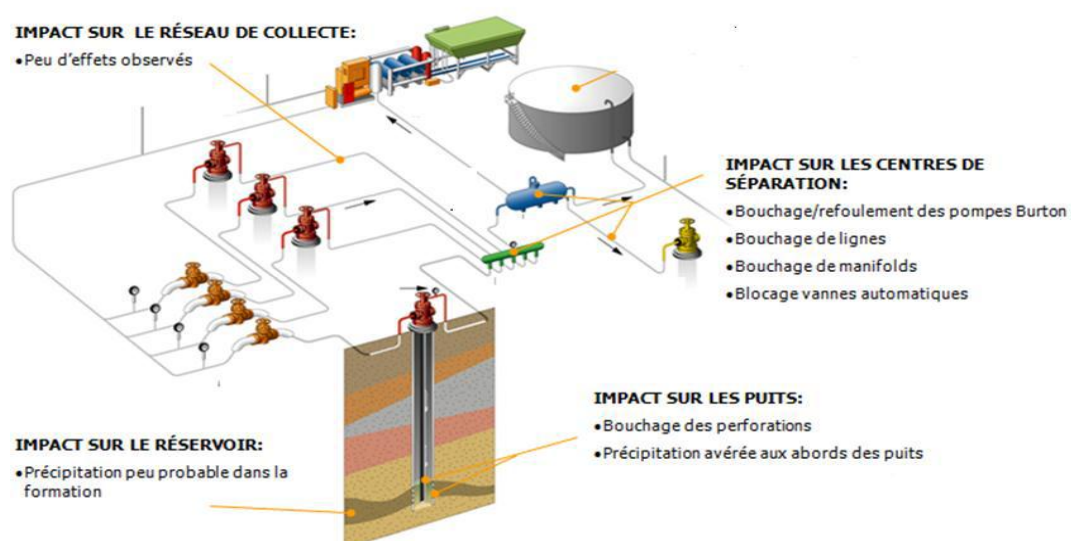 IMPACT SUR LE RÉSEAU DE COLLECTE:
•Peu d'effets observés
IMPACT SUR LES CENTRES DE
SÉPARATION:
•Bouchage/refoulement des pompes Burton
•Bouchage de lignes
•Bouchage de manifolds
•Blocage vannes automatiques
IMPACT SUR LES PUITS:
•Bouchage des perforations
•Précipitation avérée aux abords des puits
IMPACT SUR LE RÉSERVOIR:
•Précipitation peu probable dans la
formation